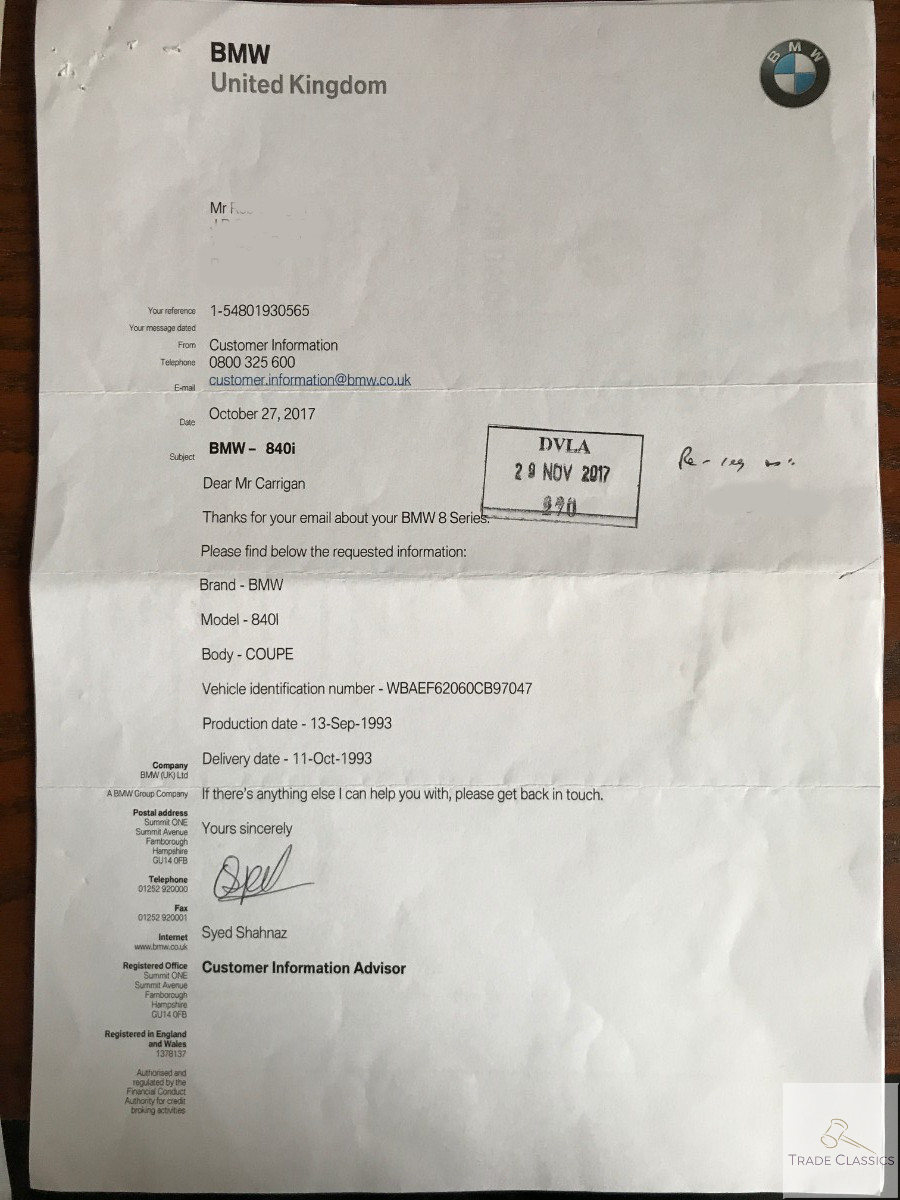 BMW
United Kingdom
BMW
Mr
Your reference 1-54801930565
Your message dated
From Customer Information
Telephone 0800 325 600
E-mail customer.information@bmw.co.uk
Date October 27, 2017
Subject BMW – 840i
DVLA
29 NOV 2017
Re-reg
Dear Mr Carrigan
Thanks for your email about your BMW 8 Series.
Please find below the requested information:
Brand - BMW
Model - 840I
Body - COUPE
Vehicle identification number - WBAEF62060CB97047
Production date - 13-Sep-1993
Delivery date - 11-Oct-1993
If there's anything else I can help you with, please get back in touch.
Yours sincerely
Syed Shahnaz
Customer Information Advisor
Company
BMW (UK) Ltd
A BMW Group Company
Postal address
Summit ONE
Summit Avenue
Farnborough
Hampshire
GU14 0FB
Telephone
01252 920000
Fax
01252 920001
Internet
www.bmw.co.uk
Registered Office
Summit ONE
Summit Avenue
Farnborough
Hampshire
GU14 0FB
Registered in England
and Wales
1378137
Authorised and
regulated by the
Financial Conduct
Authority for credit
broking activities
TRADE CLASSICS